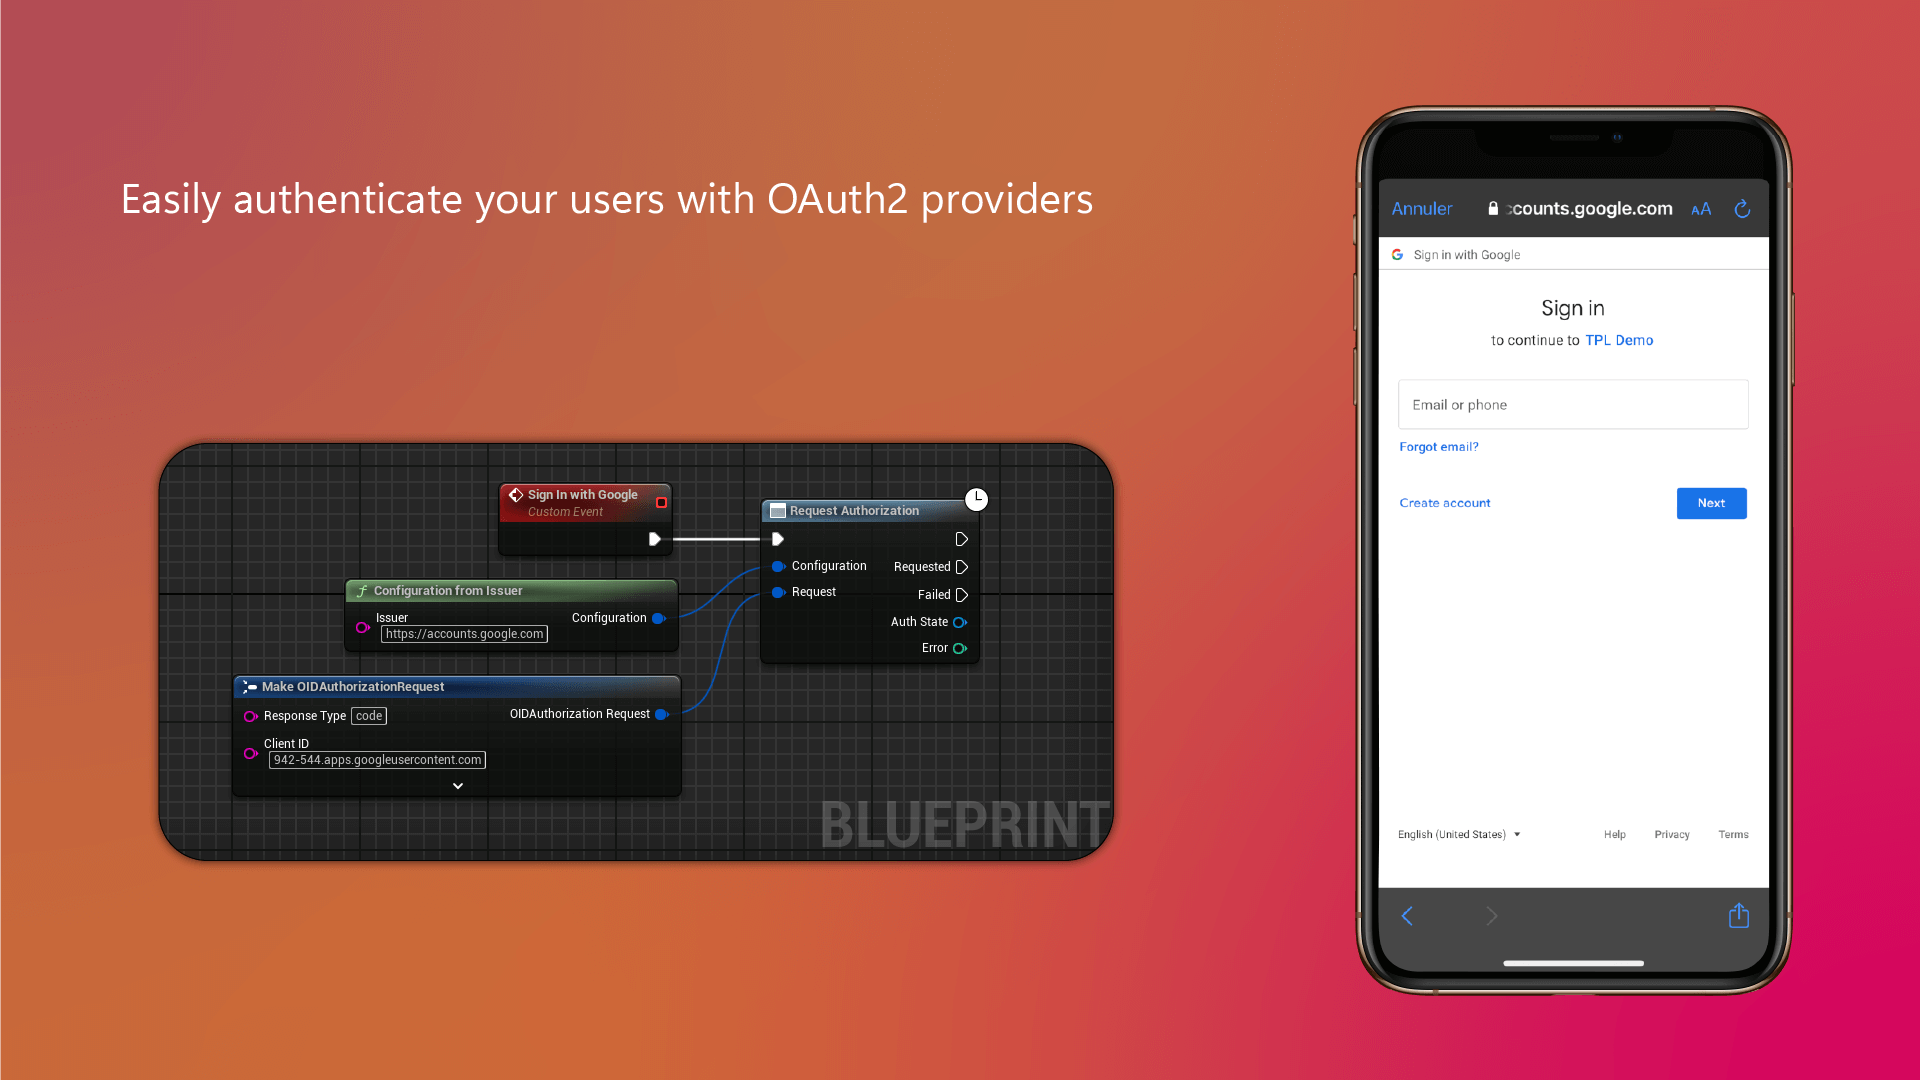 Easily authenticate your users with OAuth2 providers
Sign In with Google
Custom Event
Request Authorization
Configuration
Requested
Request
Failed
Auth State
Error
Configuration from Issuer
Issuer
Configuration
https://accounts.google.com
Make OIDAuthorizationRequest
Response Type code
OIDAuthorization Request
Client ID
942-544.apps.googleusercontent.com
BLUEPRINT
Annuler
ccounts.google.com
AA
Sign in with Google
Sign in
to continue to TPL Demo
Email or phone
Forgot email?
Create account
Next
English (United States)
Help
Privacy
Terms